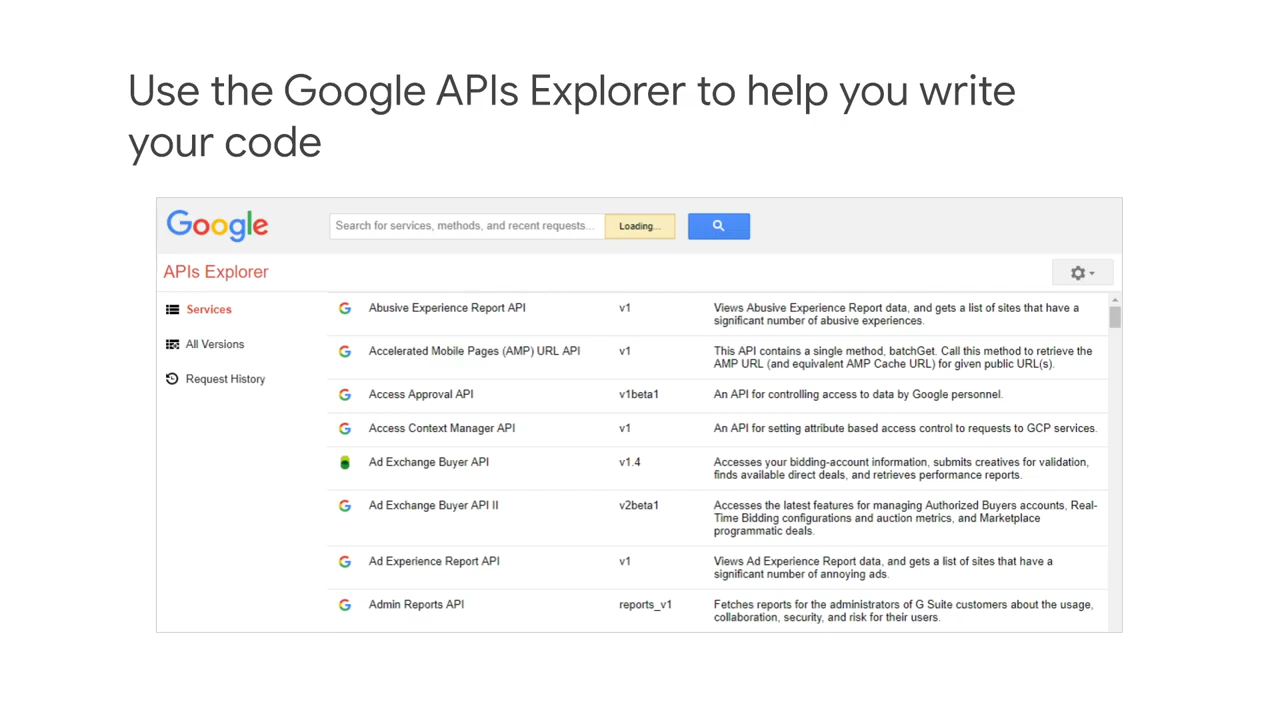 Use the Google APIs Explorer to help you write
your code
Google
Search for services, methods, and recent requests...
Loading...
APIs Explorer
Services
All Versions
Request History
Abusive Experience Report API v1 Views Abusive Experience Report data, and gets a list of sites that have a
significant number of abusive experiences.
Accelerated Mobile Pages (AMP) URL API v1 This API contains a single method, batchGet. Call this method to retrieve the
AMP URL (and equivalent AMP Cache URL) for given public URL(s).
Access Approval API v1beta1 An API for controlling access to data by Google personnel.
Access Context Manager API v1 An API for setting attribute based access control to requests to GCP services.
Ad Exchange Buyer API v1.4 Accesses your bidding-account information, submits creatives for validation,
finds available direct deals, and retrieves performance reports.
Ad Exchange Buyer API II v2beta1 Accesses the latest features for managing Authorized Buyers accounts, Real-
Time Bidding configurations and auction metrics, and Marketplace
programmatic deals.
Ad Experience Report API v1 Views Ad Experience Report data, and gets a list of sites that have a
significant number of annoying ads.
Admin Reports API reports_v1 Fetches reports for the administrators of G Suite customers about the usage,
collaboration, security, and risk for their users.